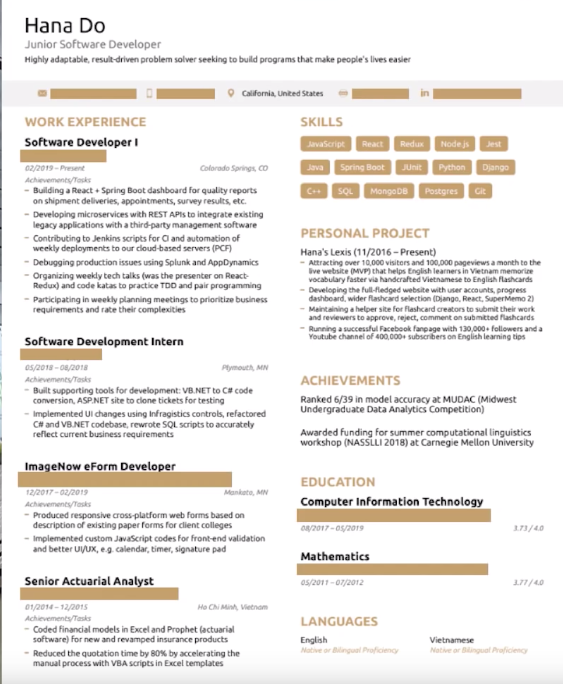 Hana Do
Junior Software Developer
Highly adaptable, result-driven problem solver seeking to build programs that make people's lives easier
California, United States
in
WORK EXPERIENCE
Software Developer I
02/2019 – Present
Colorado Springs, CO
Achievements/Tasks
– Building a React + Spring Boot dashboard for quality reports
on shipment deliveries, appointments, survey results, etc.
– Developing microservices with REST APIs to integrate existing
legacy applications with a third-party management software
– Contributing to Jenkins scripts for CI and automation of
weekly deployments to our cloud-based servers (PCF)
– Debugging production issues using Splunk and AppDynamics
– Organizing weekly tech talks (was the presenter on React-
Redux) and code katas to practice TDD and pair programming
– Participating in weekly planning meetings to prioritize business
requirements and rate their complexities
Software Development Intern
05/2018 – 08/2018
Plymouth, MN
Achievements/Tasks
– Built supporting tools for development: VB.NET to C# code
conversion, ASP.NET site to clone tickets for testing
– Implemented UI changes using Infragistics controls, refactored
C# and VB.NET codebase, rewrote SQL scripts to accurately
reflect current business requirements
ImageNow eForm Developer
12/2017 – 02/2019
Mankato, MN
Achievements/Tasks
– Produced responsive cross-platform web forms based on
description of existing paper forms for client colleges
– Implemented custom JavaScript codes for front-end validation
and better UI/UX, e.g. calendar, timer, signature pad
Senior Actuarial Analyst
01/2014 – 12/2015
Ho Chi Minh, Vietnam
Achievements/Tasks
– Coded financial models in Excel and Prophet (actuarial
software) for new and revamped insurance products
– Reduced the quotation time by 80% by accelerating the
manual process with VBA scripts in Excel templates
SKILLS
JavaScript React Redux Node.js Jest
Java Spring Boot JUnit Python Django
C++ SQL MongoDB Postgres Git
PERSONAL PROJECT
Hana's Lexis (11/2016 – Present)
– Attracting over 10,000 visitors and 100,000 pageviews a month to the
live website (MVP) that helps English learners in Vietnam memorize
vocabulary faster via handcrafted Vietnamese to English flashcards
– Developing the full-fledged website with user accounts, progress
dashboard, wider flashcard selection (Django, React, SuperMemo 2)
– Maintaining a helper site for flashcard creators to submit their work
and reviewers to approve, reject, comment on submitted flashcards
– Running a successful Facebook fanpage with 130,000+ followers and a
Youtube channel of 400,000+ subscribers on English learning tips
ACHIEVEMENTS
Ranked 6/39 in model accuracy at MUDAC (Midwest
Undergraduate Data Analytics Competition)
Awarded funding for summer computational linguistics
workshop (NASSLLI 2018) at Carnegie Mellon University
EDUCATION
Computer Information Technology
08/2017 – 05/2019
3.73 / 4.0
Mathematics
05/2011 – 07/2012
3.77 / 4.0
LANGUAGES
English
Native or Bilingual Proficiency
Vietnamese
Native or Bilingual Proficiency